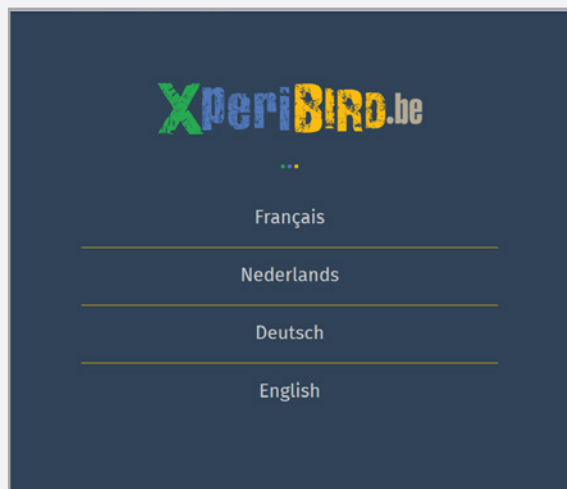 XperiBIRD.be
Français
Nederlands
Deutsch
English